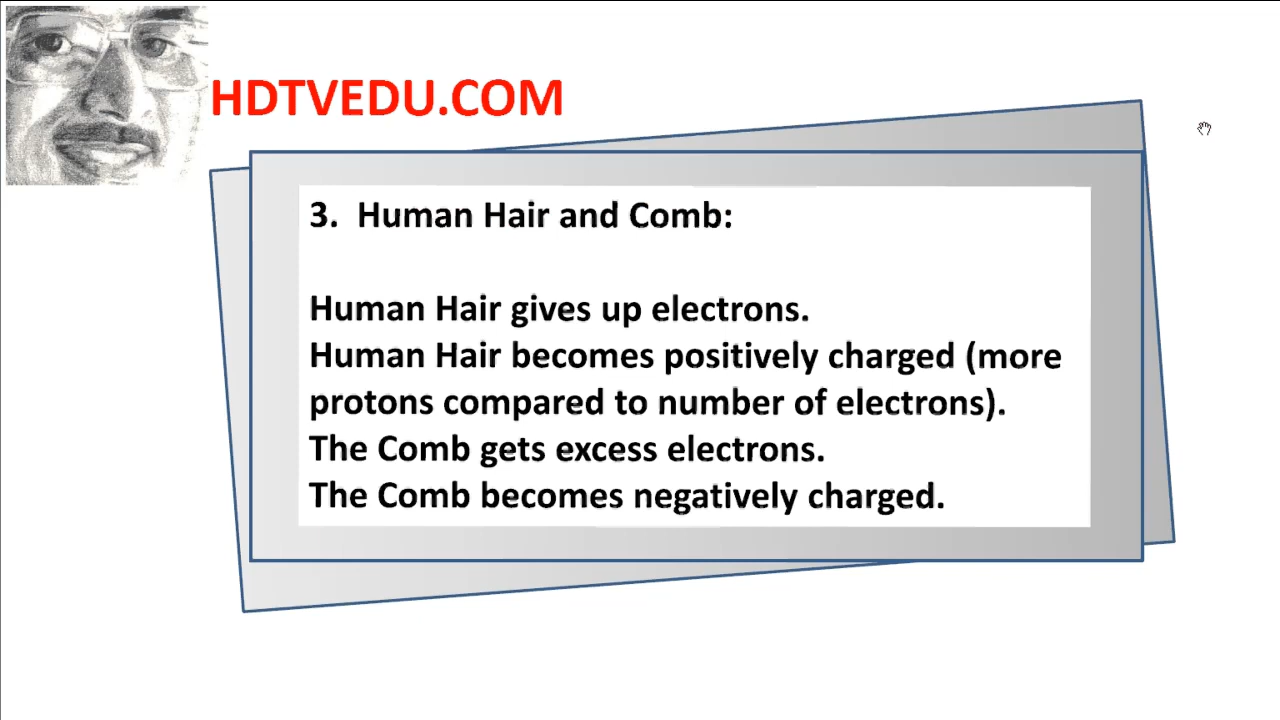 HDTVEDU.COM
3. Human Hair and Comb:
Human Hair gives up electrons.
Human Hair becomes positively charged (more
protons compared to number of electrons).
The Comb gets excess electrons.
The Comb becomes negatively charged.